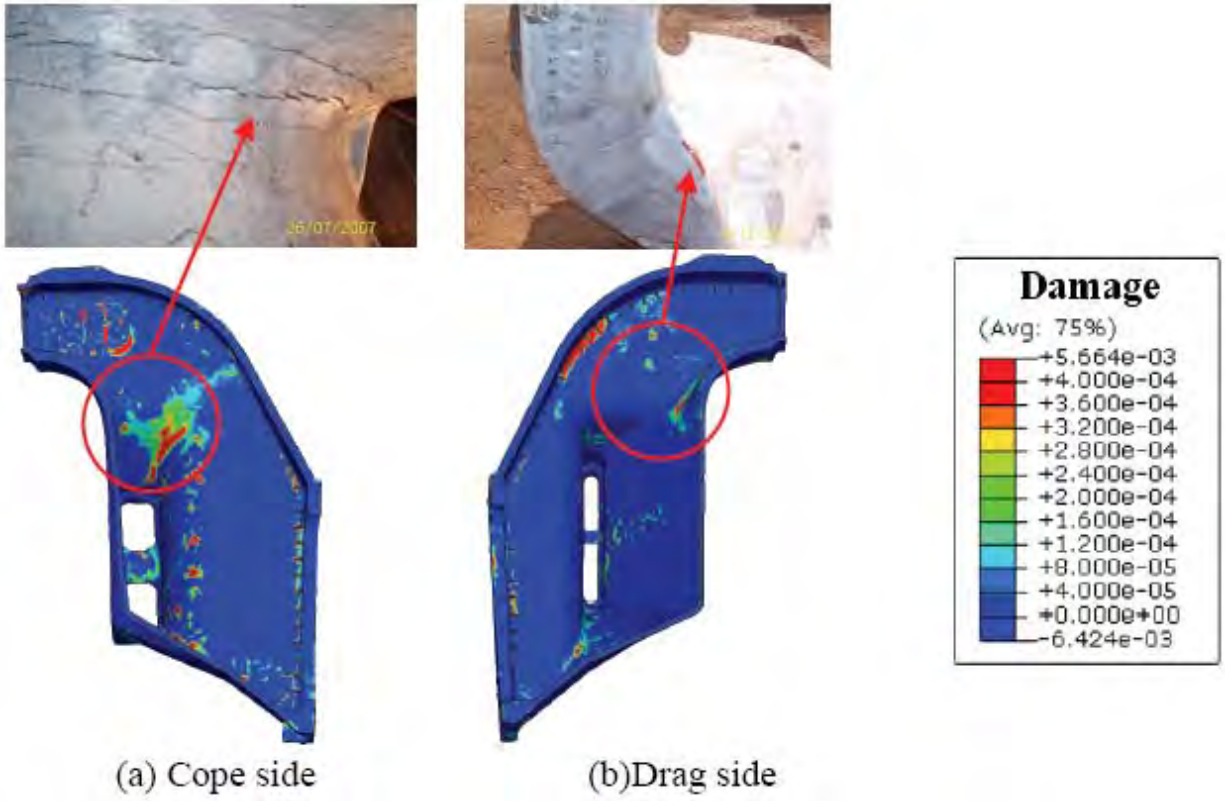 26/07/2007
Damage
(Avg: 75%)
+5.664e-03
+4.000e-04
+3.600e-04
+3.200e-04
+2.800e-04
+2.400e-04
+2.000e-04
+1.600e-04
+1.200e-04
+8.000e-05
+4.000e-05
+0.000e+00
-6.424e-03
(a) Cope side
(b)Drag side